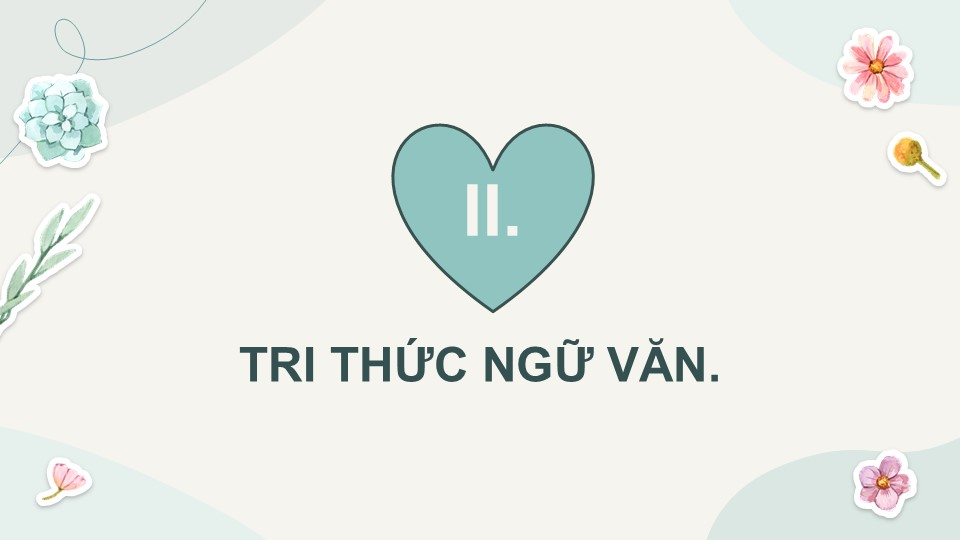 II.
TRI THỨC NGỮ VĂN.